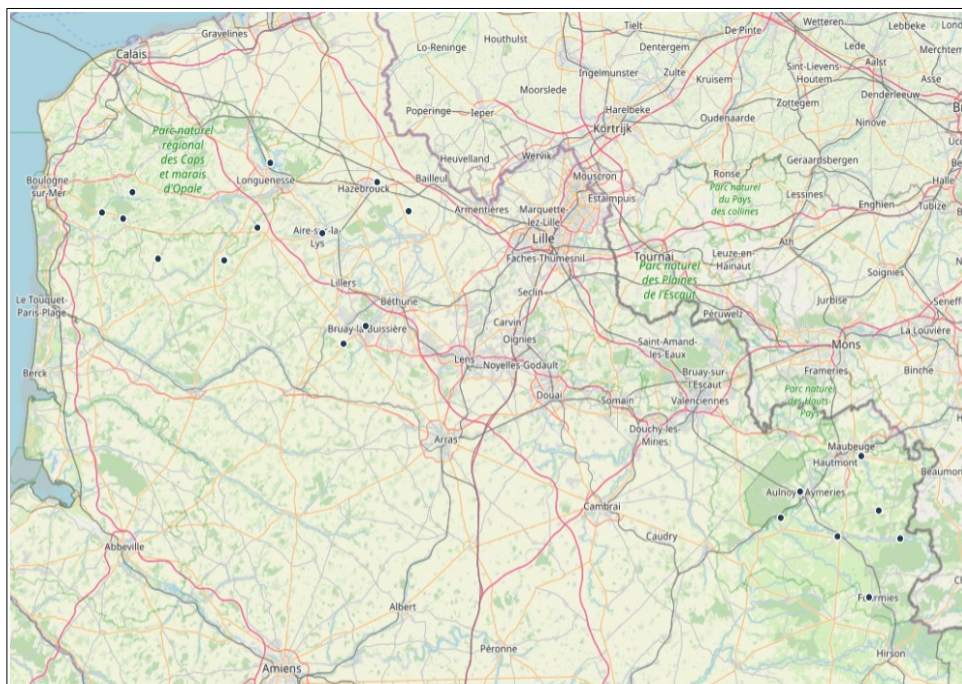 Gravelines
Calais
Tielt
De Pinte
Wetteren
Lebbeke
Lo-Reninge
Houthulst
Dentergem
Lede
Aalst
Merchtem
Ingelmunster
Zulte
Kruisem
Sint-Lievens-
Houtem
Asse
Denderleeuw
Moorslede
Zottegem
Poperinge
Ieper
Harelbeke
Oudenaarde
Ninove
Kortrijk
Parc naturel
régional
des Caps
et marais
d'Opale
Heuvelland
Wervik
Geraardsbergen
Boulogne-
sur-Mer
Longuenesse
Hazebrouck
Bailleul
Mouscron
Ronse
Parc naturel
du Pays
des collines
Lessines
Halle
Estaimpuis
Enghien
Tubize
Armentières
Marquette-
lez-Lille
Aire-sur-la-
Lys
Lille
Ath
Faches-Thumesnil
Tournai
Leuze-en-
Hainaut
Soignies
Parc naturel
des Plaines
de l'Escaut
Lillers
Seclin
Le Touquet-
Paris-Plage
Béthune
Jurbise
Seneffe
Péruwelz
Bruay-la-Buissière
Carvin
Oignies
La Louvière
Saint-Amand-
les-Eaux
Mons
Lens
Noyelles-Godault
Berck
Bruay-sur-
l'Escaut
Frameries
Binche
Douai
Somain
Valenciennes
Parc naturel
des Hauts-
Pays
Arras
Douchy-les-
Mines
Maubeuge
Hautmont
Beaumont
Aulnoye-Aymeries
Cambrai
Caudry
Abbeville
Albert
Fourmies
Péronne
Hirson
Amiens